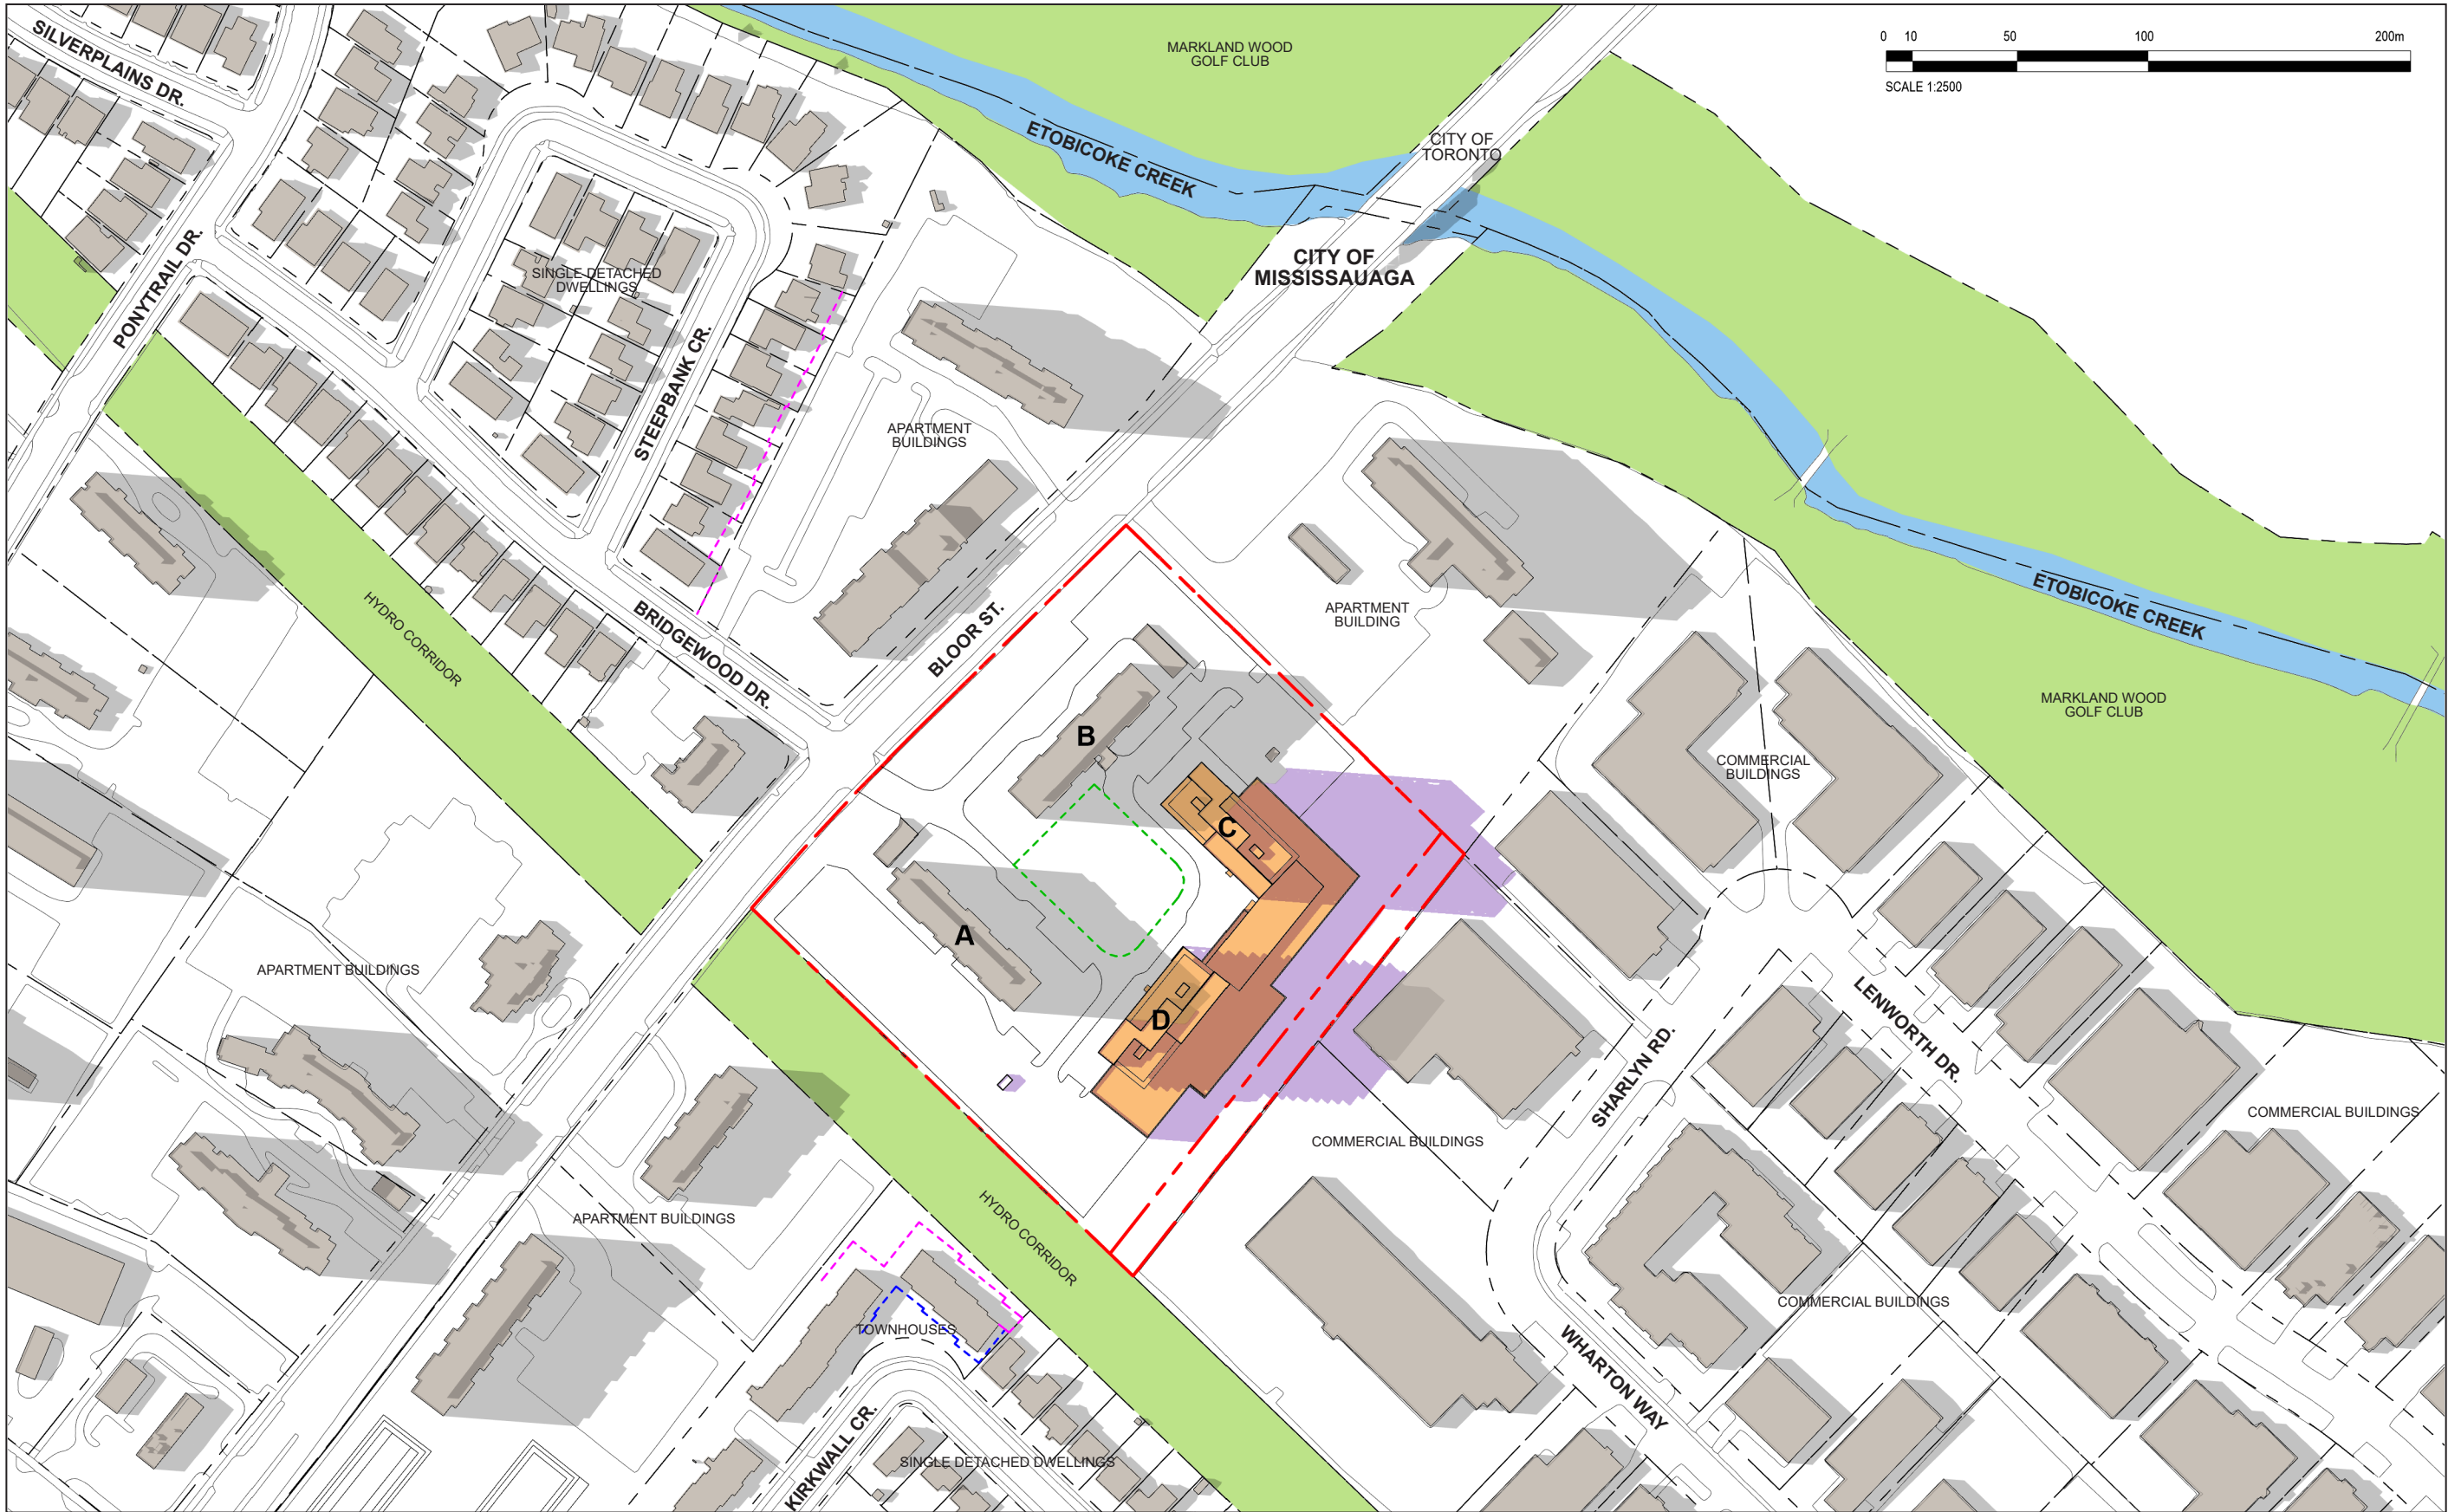 SILVERPLAINS DR.
MARKLAND WOOD
GOLF CLUB
0 10 50 100 200m
SCALE 1:2500
ETOBICOKE CREEK
CITY OF
TORONTO
CITY OF
MISSISSAUAGA
PONYTRAIL DR.
SINGLE DETACHED
DWELLINGS
STEEPBANK CR.
APARTMENT
BUILDINGS
HYDRO CORRIDOR
BRIDGEWOOD DR.
BLOOR ST.
APARTMENT
BUILDING
ETOBICOKE CREEK
MARKLAND WOOD
GOLF CLUB
B
COMMERCIAL
BUILDINGS
C
A
D
APARTMENT BUILDINGS
LENWORTH DR.
SHARLYN RD.
COMMERCIAL BUILDINGS
COMMERCIAL BUILDINGS
APARTMENT BUILDINGS
HYDRO CORRIDOR
COMMERCIAL BUILDINGS
TOWNHOUSES
WHARTON WAY
KIRKWALL CR.
SINGLE DETACHED DWELLINGS